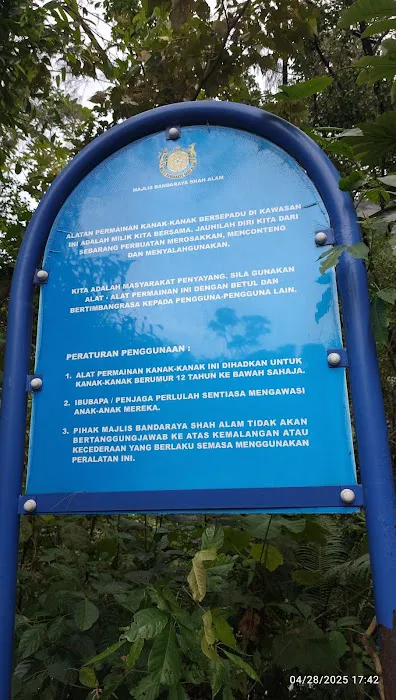 MAJLIS BANDARAYA SHAH ALAM
ALATAN PERMAINAN KANAK-KANAK BERSEPADU DI KAWASAN
INI ADALAH MILIK KITA BERSAMA. JAUHILAH DIRI KITA DARI
SEBARANG PERBUATAN MEROSAKKAN, MENCONTENG
DAN MENYALAHGUNAKAN.
KITA ADALAH MASYARAKAT PENYAYANG. SILA GUNAKAN
ALAT - ALAT PERMAINAN INI DENGAN BETUL DAN
BERTIMBANGRASA KEPADA PENGGUNA-PENGGUNA LAIN.
PERATURAN PENGGUNAAN :
1. ALAT PERMAINAN KANAK-KANAK INI DIHADKAN UNTUK
KANAK-KANAK BERUMUR 12 TAHUN KE BAWAH SAHAJA.
2. IBUBAPA / PENJAGA PERLULAH SENTIASA MENGAWASI
ANAK-ANAK MEREKA.
3. PIHAK MAJLIS BANDARAYA SHAH ALAM TIDAK AKAN
BERTANGGUNGJAWAB KE ATAS KEMALANGAN ATAU
KECEDERAAN YANG BERLAKU SEMASA MENGGUNAKAN
PERALATAN INI.
04/28/2025 17:42